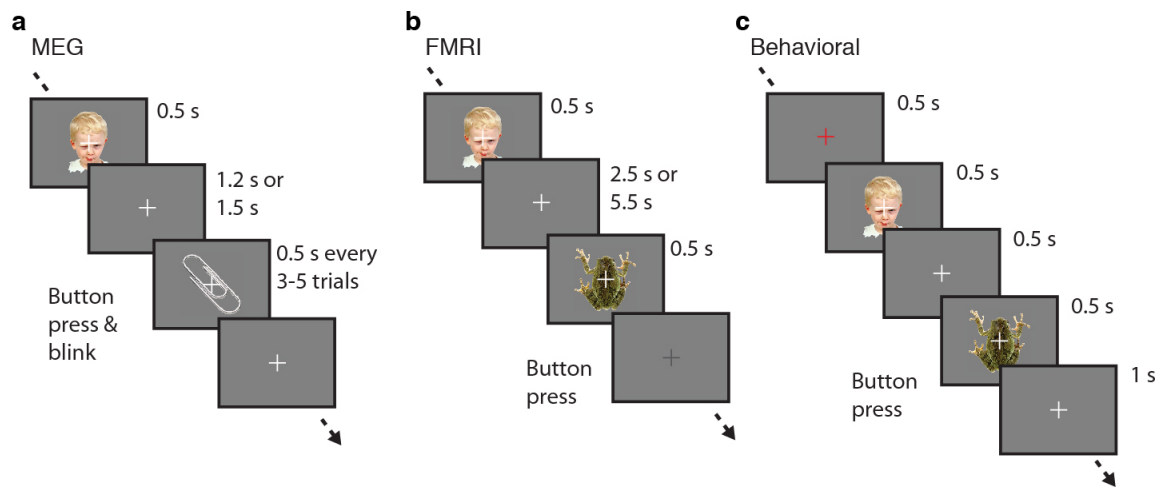 a
MEG
0.5 s
1.2 s or
1.5 s
0.5 s every
3-5 trials
Button
press &
blink
b
FMRI
0.5 s
2.5 s or
5.5 s
0.5 s
Button
press
c
Behavioral
0.5 s
0.5 s
0.5 s
0.5 s
1 s
Button
press